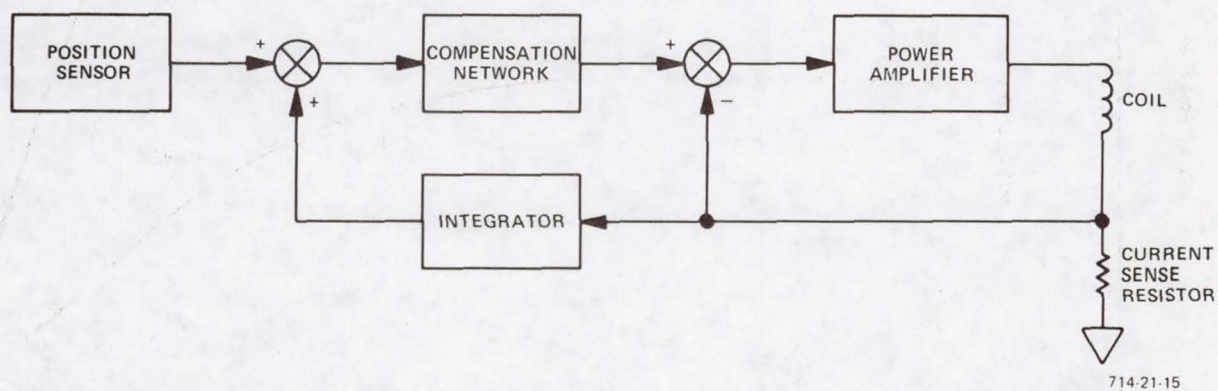 POSITION
SENSOR
+
+
COMPENSATION
NETWORK
+
−
POWER
AMPLIFIER
COIL
INTEGRATOR
CURRENT
SENSE
RESISTOR
714-21-15